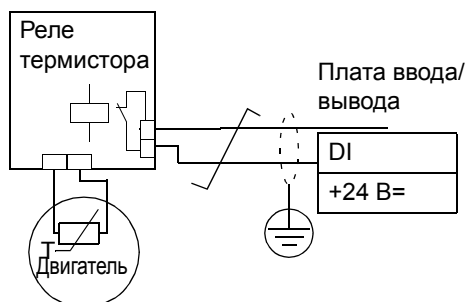 Реле
термистора
Плата ввода/
вывода
DI
+24 В=
T
Двигатель